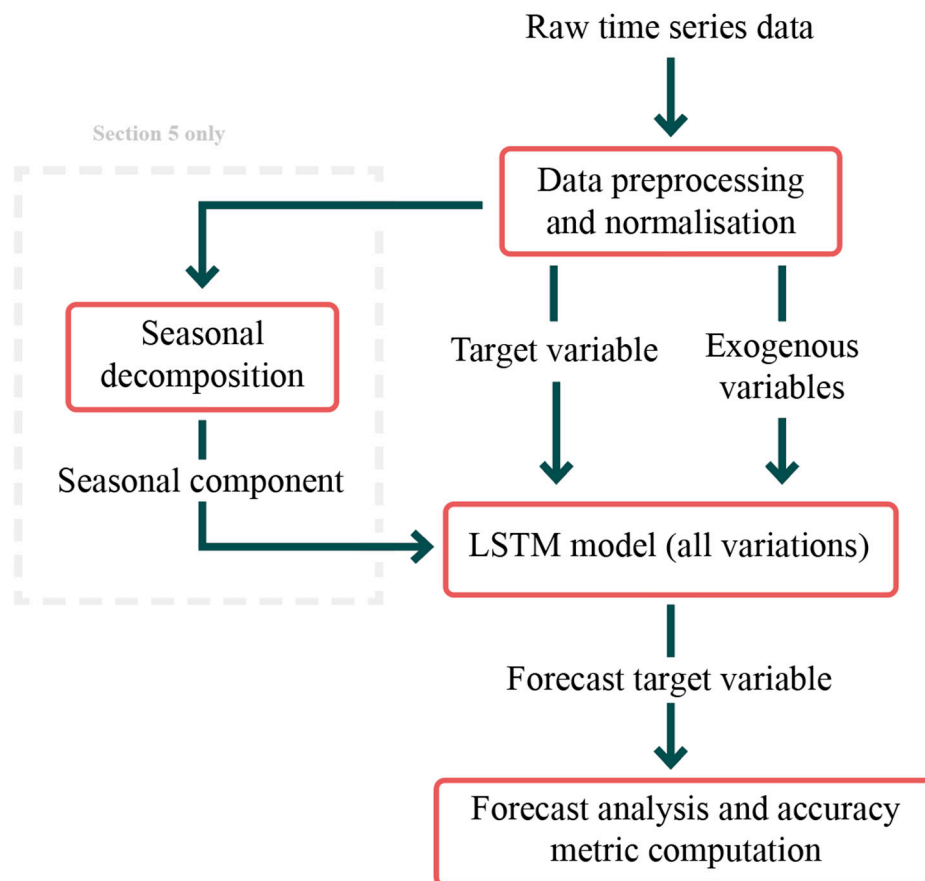 Raw time series data
Section 5 only
Data preprocessing
and normalisation
Seasonal
decomposition
Target variable
Exogenous
variables
Seasonal component
LSTM model (all variations)
Forecast target variable
Forecast analysis and accuracy
metric computation